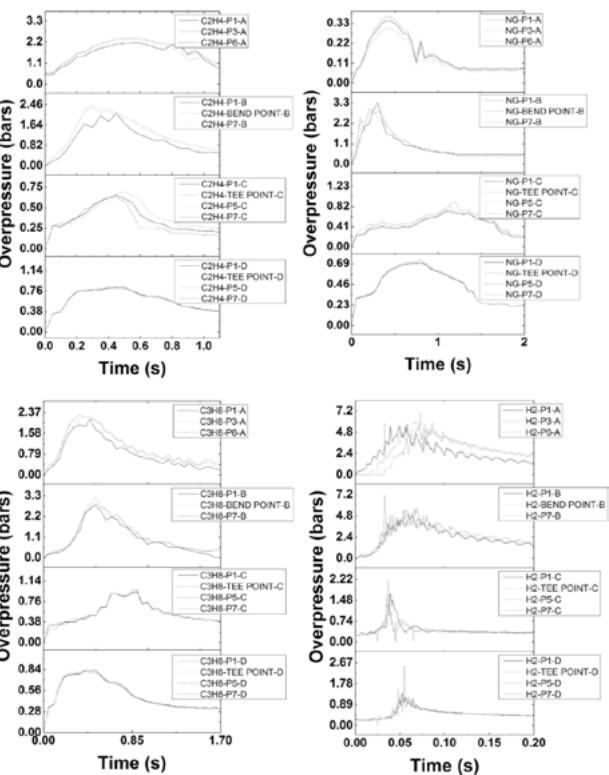 3.3
2.2
1.1
0.0
C2H4-P1-A
C2H4-P3-A
C2H4-P6-A
2.46
1.64
0.82
0.00
C2H4-P1-B
C2H4-BEND POINT-B
C2H4-P7-B
0.75
0.50
0.25
0.00
C2H4-P1-C
C2H4-TEE POINT-C
C2H4-P5-C
C2H4-P7-C
1.14
0.76
0.38
0.00
C2H4-P1-D
C2H4-TEE POINT-D
C2H4-P5-D
C2H4-P7-D
Overpressure (bars)
0.0 0.2 0.4 0.6 0.8 1.0
Time (s)
0.33
0.22
0.11
0.00
NG-P1-A
NG-P3-A
NG-P6-A
3.3
2.2
1.1
0.0
NG-P1-B
NG-BEND POINT-B
NG-P7-B
1.23
0.82
0.41
0.00
NG-P1-C
NG-TEE POINT-C
NG-P5-C
NG-P7-C
0.69
0.46
0.23
0.00
NG-P1-D
NG-TEE POINT-D
NG-P5-D
NG-P7-D
Overpressure (bars)
0 1 2
Time (s)
2.37
1.58
0.79
0.00
C3H8-P1-A
C3H8-P3-A
C3H8-P6-A
3.3
2.2
1.1
0.0
C3H8-P1-B
C3H8-BEND POINT-B
C3H8-P7-B
1.14
0.76
0.38
0.00
C3H8-P1-C
C3H8-TEE POINT-C
C3H8-P5-C
C3H8-P7-C
0.84
0.56
0.28
0.00
C3H8-P1-D
C3H8-TEE POINT-D
C3H8-P5-D
C3H8-P7-D
Overpressure (bars)
0.00 0.85 1.70
Time (s)
7.2
4.8
2.4
0.0
H2-P1-A
H2-P3-A
H2-P6-A
7.2
4.8
2.4
0.0
H2-P1-B
H2-BEND POINT-B
H2-P7-B
2.22
1.48
0.74
0.00
H2-P1-C
H2-TEE POINT-C
H2-P5-C
H2-P7-C
2.67
1.78
0.89
0.00
H2-P1-D
H2-TEE POINT-D
H2-P5-D
H2-P7-D
Overpressure (bars)
0.00 0.05 0.10 0.15 0.20
Time (s)